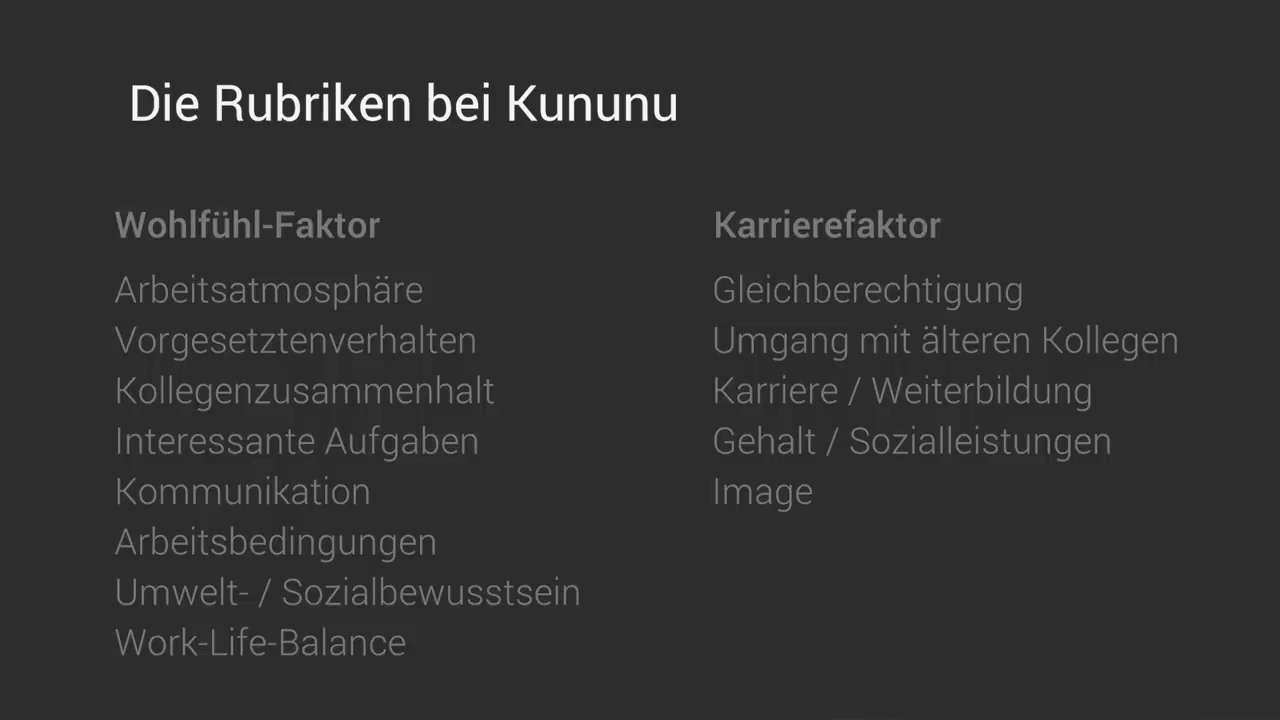 Die Rubriken bei Kununu
Wohlfühl-Faktor
Arbeitsatmosphäre
Vorgesetztenverhalten
Kollegenzusammenhalt
Interessante Aufgaben
Kommunikation
Arbeitsbedingungen
Umwelt- / Sozialbewusstsein
Work-Life-Balance
Karrierefaktor
Gleichberechtigung
Umgang mit älteren Kollegen
Karriere / Weiterbildung
Gehalt / Sozialleistungen
Image